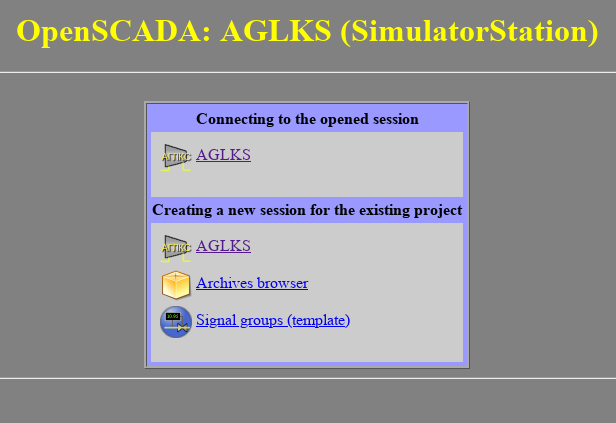 OpenSCADA: AGLKS (SimulatorStation)
Connecting to the opened session
АГЛКС AGLKS
Creating a new session for the existing project
АГЛКС AGLKS
Archives browser
Signal groups (template)